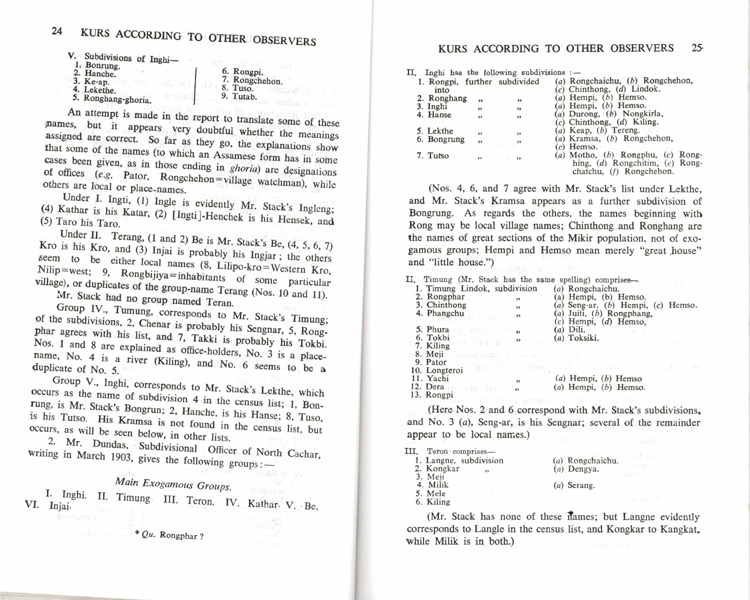 24 KURS ACCORDING TO OTHER OBSERVERS
V. Subdivisions of Inghi—
1. Bonrung.
2. Hanche.
3. Ke-ap.
4. Lekethe.
5. Ronghang-ghoria.
6. Rongpi.
7. Rongchehon.
8. Tuso.
9. Tutab.
An attempt is made in the report to translate some of these
names, but it appears very doubtful whether the meanings
assigned are correct. So far as they go, the explanations show
that some of the names (to which an Assamese form has in some
cases been given, as in those ending in ghoria) are designations
of offices (e.g. Pator, Rongchehon=village watchman), while
others are local or place-names.
Under I. Ingti, (1) Ingle is evidently Mr. Stack's Ingleng;
(4) Kathar is his Katar, (2) [Ingti]-Henchek is his Hensek, and
(5) Taro his Taro.
Under II. Terang, (1 and 2) Be is Mr. Stack's Be, (4, 5, 6, 7)
Kro is his Kro, and (3) Injai is probably his Ingjar; the others
seem to be either local names (8, Lilipo-kro=Western Kro,
Nilip=west; 9, Rongbijiya=inhabitants of some particular
village), or duplicates of the group-name Terang (Nos. 10 and 11).
Mr. Stack had no group named Teran.
Group IV., Tumung, corresponds to Mr. Stack's Timung;
of the subdivisions, 2, Chenar is probably his Sengnar, 5, Rong-
phar agrees with his list, and 7, Takki is probably his Tokbi.
Nos. 1 and 8 are explained as office-holders, No. 3 is a place-
name, No. 4 is a river (Kiling), and No. 6 seems to be a
duplicate of No. 5.
Group V., Inghi, corresponds to Mr. Stack's Lekthe, which
occurs as the name of subdivision 4 in the census list; 1, Bon-
rung, is Mr. Stack's Bongrun; 2, Hanche, is his Hanse; 8, Tuso,
is his Tutso. His Kramsa is not found in the census list, but
occurs, as will be seen below, in other lists.
2. Mr. Dundas, Subdivisional Officer of North Cachar,
writing in March 1903, gives the following groups:—
Main Exogamous Groups.
I. Inghi. II. Timung III. Teron. IV. Kathar. V. Be.
VI. Injai.
* Qu. Rongphar ?
KURS ACCORDING TO OTHER OBSERVERS 25
II. Inghi has the following subdivisions :—
1. Rongpi, further subdivided into (a) Rongchaichu, (b) Rongchehon,
(c) Chinthong, (d) Lindok.
2. Ronghang „ „ (a) Hempi, (b) Hemso.
3. Inghi „ „ (a) Hempi, (b) Hemso.
4. Hanse „ „ (a) Durong, (b) Nongkirla,
(c) Chinthong, (d) Kiling.
5. Lekthe „ „ (a) Keap, (b) Tereng.
6. Bongrung „ „ (a) Kramsa, (b) Rongchehon,
(c) Hemso.
7. Tutso „ „ (a) Motho, (b) Rongphu, (c) Rong-
hing, (d) Rongchitim, (e) Rong-
chaichu, (f) Rongchehon.
(Nos. 4, 6, and 7 agree with Mr. Stack's list under Lekthe,
and Mr. Stack's Kramsa appears as a further subdivision of
Bongrung. As regards the others, the names beginning with
Rong may be local village names; Chinthong and Ronghang are
the names of great sections of the Mikir population, not of exo-
gamous groups; Hempi and Hemso mean merely "great house"
and "little house.")
II. Timung (Mr. Stack has the same spelling) comprises—
1. Timung Lindok, subdivision (a) Rongchaichu.
2. Rongphar „ (a) Hempi, (b) Hemso.
3. Chinthong „ (a) Seng-ar, (b) Hempi, (c) Hemso.
4. Phangchu „ (a) Juiti, (b) Rongphang,
(c) Hempi, (d) Hemso,
5. Phura „ (a) Dili.
6. Tokbi „ (a) Toksiki.
7. Kiling
8. Meji
9. Pator
10. Longteroi
11. Yachi „ (a) Hempi, (b) Hemso
12. Dera „ (a) Hempi, (b) Hemso.
13. Rongpi
(Here Nos. 2 and 6 correspond with Mr. Stack's subdivisions,
and No. 3 (a), Seng-ar, is his Sengnar; several of the remainder
appear to be local names.)
III. Teron comprises—
1. Langne, subdivision (a) Rongchaichu.
2. Kongkar „ (a) Dengya.
3. Meji
4. Milik (a) Serang.
5. Mele
6. Kiling
(Mr. Stack has none of these names; but Langne evidently
corresponds to Langle in the census list, and Kongkar to Kangkat,
while Milik is in both.)